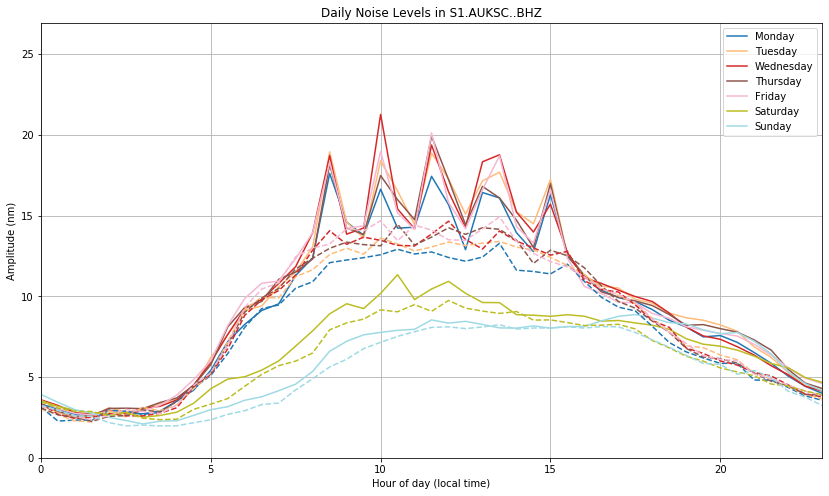 Daily Noise Levels in S1.AUKSC..BHZ
Monday
Tuesday
Wednesday
Thursday
Friday
Saturday
Sunday
Amplitude (nm)
25
20
15
10
5
0
0 5 10 15 20
Hour of day (local time)